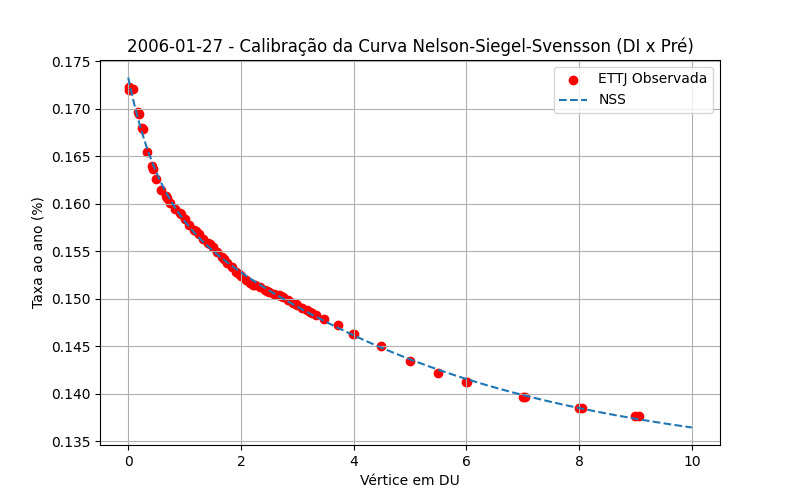 2006-01-27 - Calibração da Curva Nelson-Siegel-Svensson (DI x Pré)
ETTJ Observada
NSS
Taxa ao ano (%)
0.175
0.170
0.165
0.160
0.155
0.150
0.145
0.140
0.135
0 2 4 6 8 10
Vértice em DU